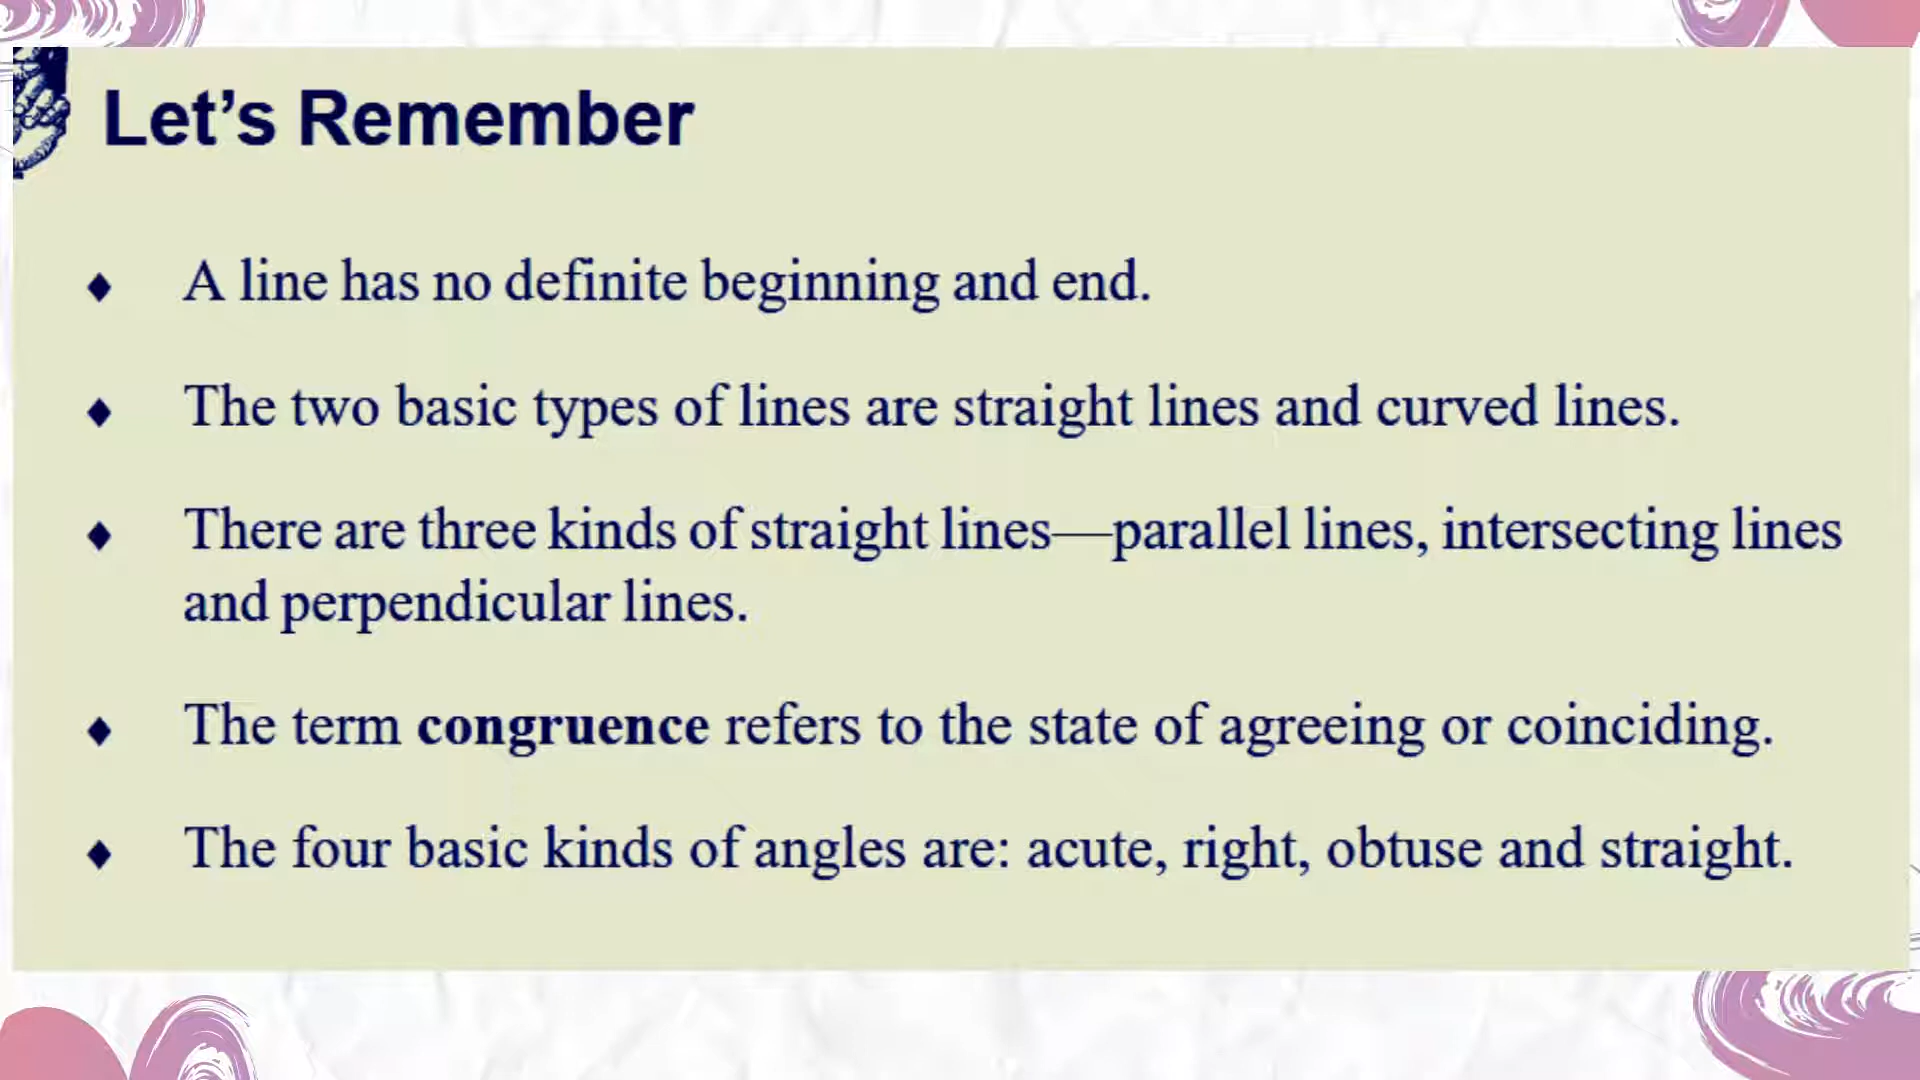 Let’s Remember
♦ A line has no definite beginning and end.
♦ The two basic types of lines are straight lines and curved lines.
♦ There are three kinds of straight lines—parallel lines, intersecting lines
and perpendicular lines.
♦ The term congruence refers to the state of agreeing or coinciding.
♦ The four basic kinds of angles are: acute, right, obtuse and straight.